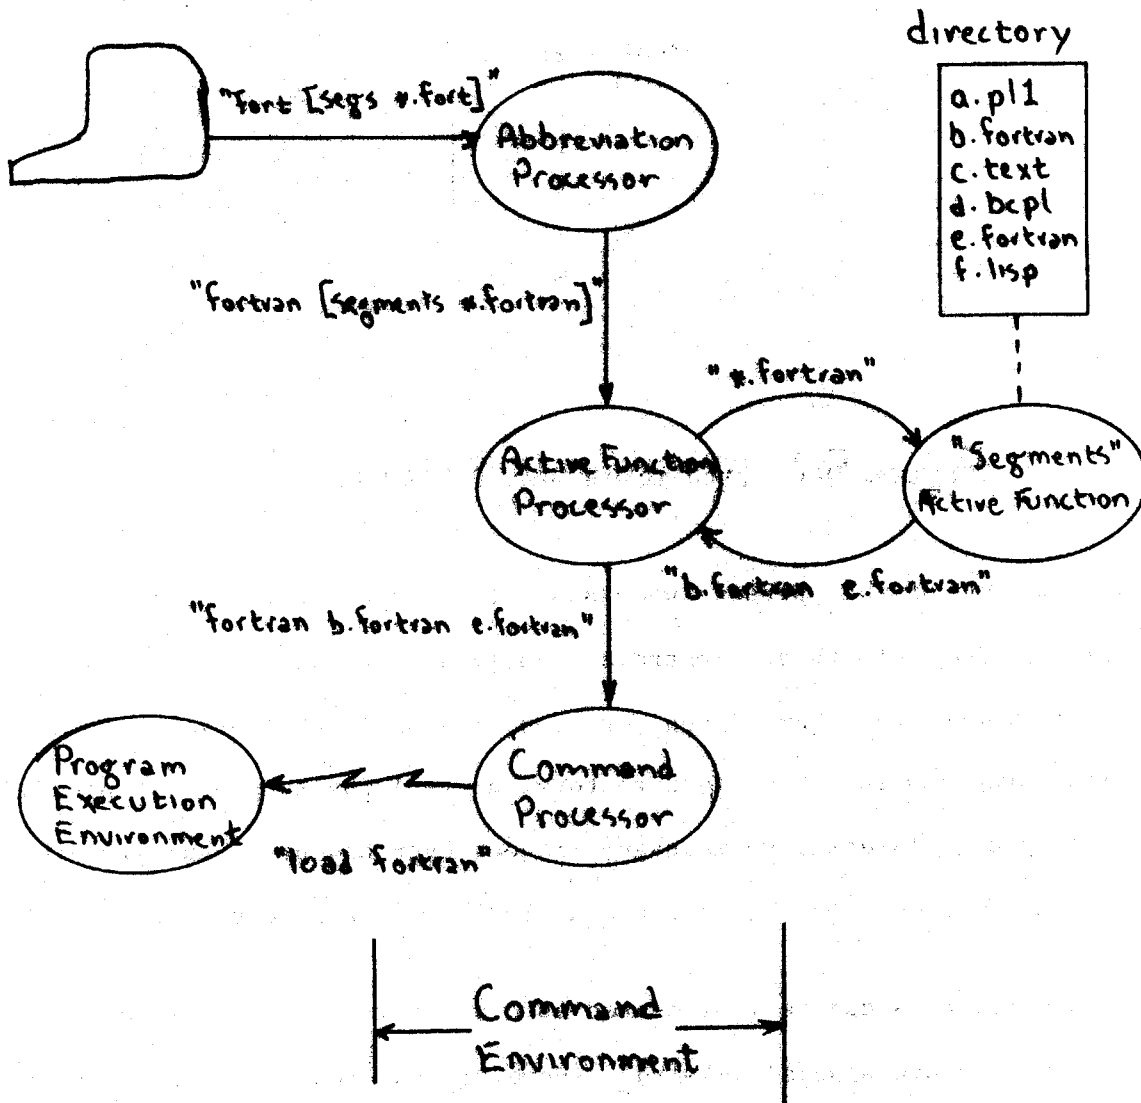 directory
a.pl1
b.fortran
c.text
d.bcpl
e.fortran
f.lisp
"fort [segs *.fort]"
Abbreviation
Processor
"fortran [segments *.fortran]"
"*.fortran"
Active Function
Processor
"Segments"
Active Function
"b.fortran e.fortran"
"fortran b.fortran e.fortran"
Command
Processor
Program
Execution
Environment
"load fortran"
Command
Environment